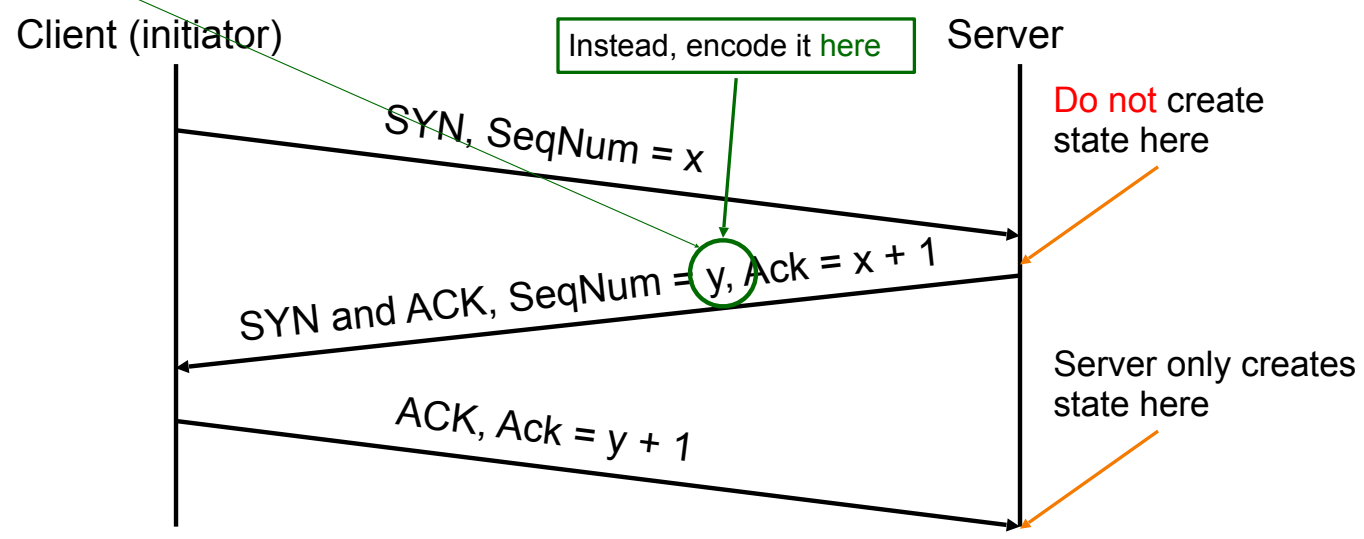 Client (initiator)
Instead, encode it here
Server
Do not create
state here
SYN, SeqNum = x
SYN and ACK, SeqNum = y, Ack = x + 1
Server only creates
state here
ACK, Ack = y + 1